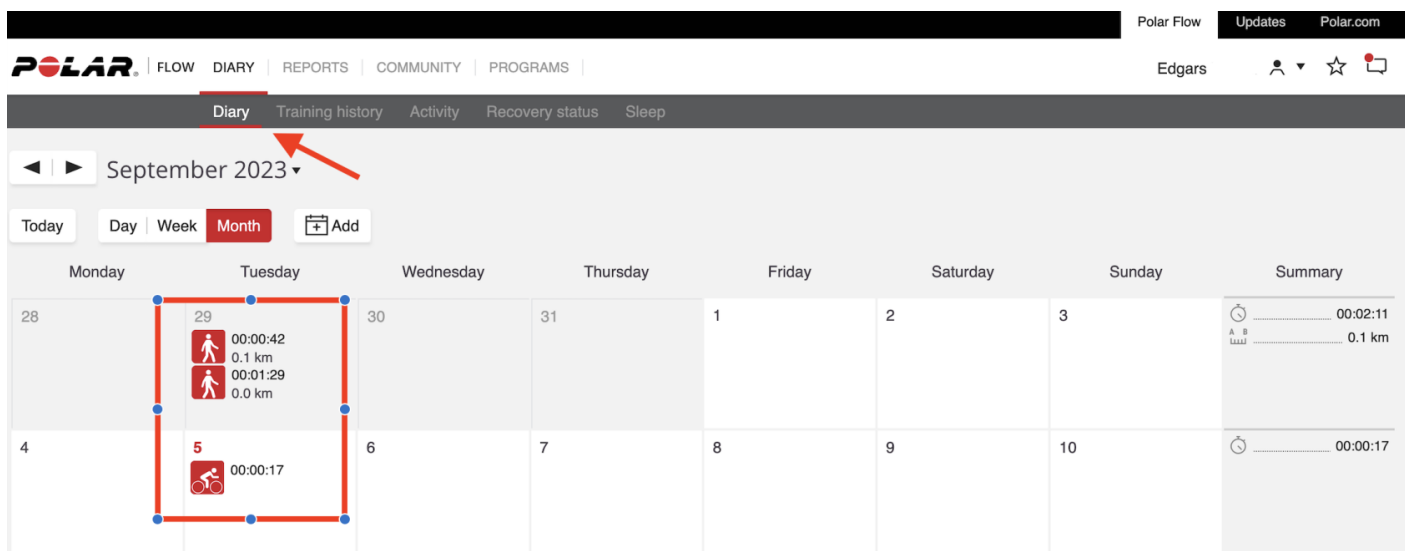 Polar Flow Updates Polar.com
POLAR. FLOW DIARY REPORTS COMMUNITY PROGRAMS Edgars
Diary Training history Activity Recovery status Sleep
September 2023
Today Day Week Month Add
Monday Tuesday Wednesday Thursday Friday Saturday Sunday Summary
28 29 30 31 1 2 3 00:02:11
00:00:42
0.1 km A B 0.1 km
00:01:29
0.0 km
4 5 6 7 8 9 10 00:00:17
00:00:17